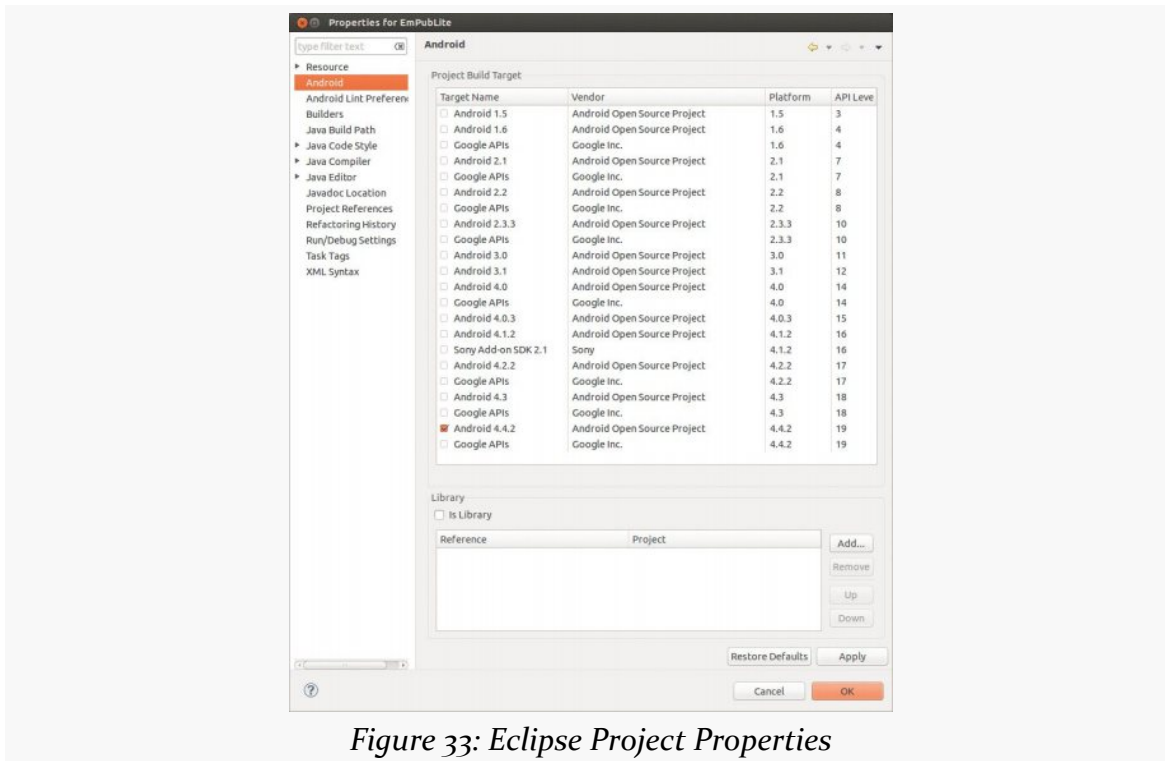 Properties for EmPubLite
type filter text
Android
Resource
Android
Android Lint Preferen
Builders
Java Build Path
Java Code Style
Java Compiler
Java Editor
Javadoc Location
Project References
Refactoring History
Run/Debug Settings
Task Tags
XML Syntax
Project Build Target
Target Name Vendor Platform API Leve
Android 1.5 Android Open Source Project 1.5 3
Android 1.6 Android Open Source Project 1.6 4
Google APIs Google Inc. 1.6 4
Android 2.1 Android Open Source Project 2.1 7
Google APIs Google Inc. 2.1 7
Android 2.2 Android Open Source Project 2.2 8
Google APIs Google Inc. 2.2 8
Android 2.3.3 Android Open Source Project 2.3.3 10
Google APIs Google Inc. 2.3.3 10
Android 3.0 Android Open Source Project 3.0 11
Android 3.1 Android Open Source Project 3.1 12
Android 4.0 Android Open Source Project 4.0 14
Google APIs Google Inc. 4.0 14
Android 4.0.3 Android Open Source Project 4.0.3 15
Android 4.1.2 Android Open Source Project 4.1.2 16
Sony Add-on SDK 2.1 Sony 4.1.2 16
Android 4.2.2 Android Open Source Project 4.2.2 17
Google APIs Google Inc. 4.2.2 17
Android 4.3 Android Open Source Project 4.3 18
Google APIs Google Inc. 4.3 18
Android 4.4.2 Android Open Source Project 4.4.2 19
Google APIs Google Inc. 4.4.2 19
Library
Is Library
Reference Project
Add...
Remove
Up
Down
Restore Defaults Apply
? Cancel OK
Figure 33: Eclipse Project Properties